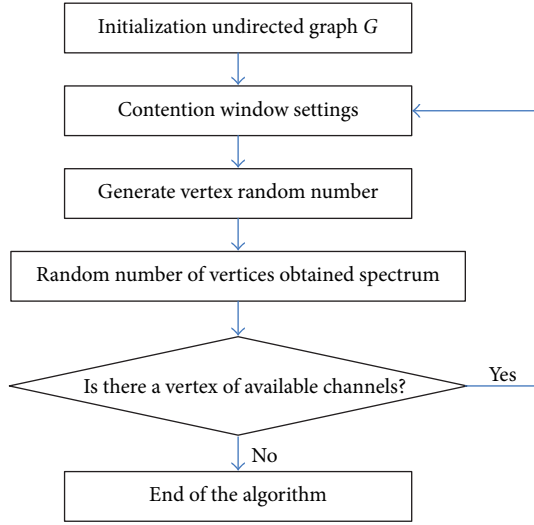 Initialization undirected graph G
Contention window settings
Generate vertex random number
Random number of vertices obtained spectrum
Is there a vertex of available channels?
Yes
No
End of the algorithm